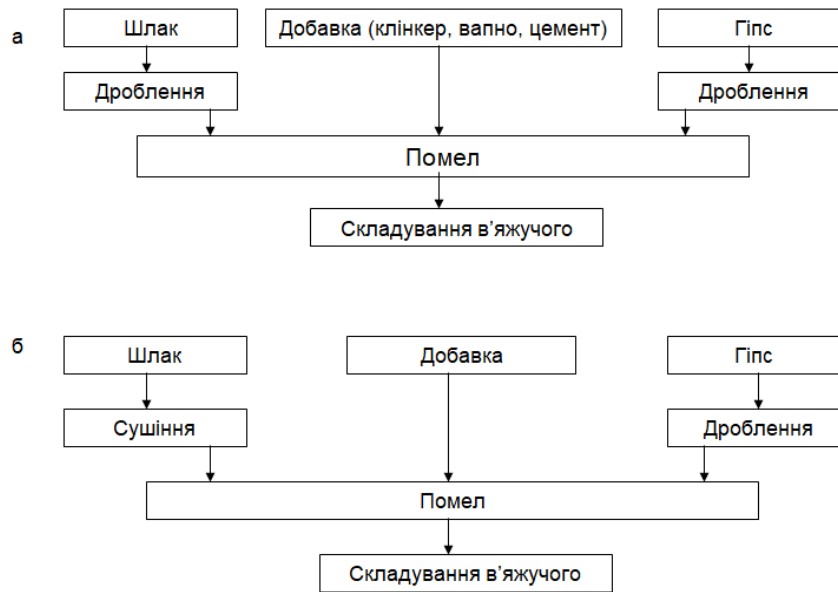 а
Шлак
Добавка (клінкер, вапно, цемент)
Гіпс
Дроблення
Дроблення
Помел
Складування в’яжучого
б
Шлак
Добавка
Гіпс
Сушіння
Дроблення
Помел
Складування в’яжучого